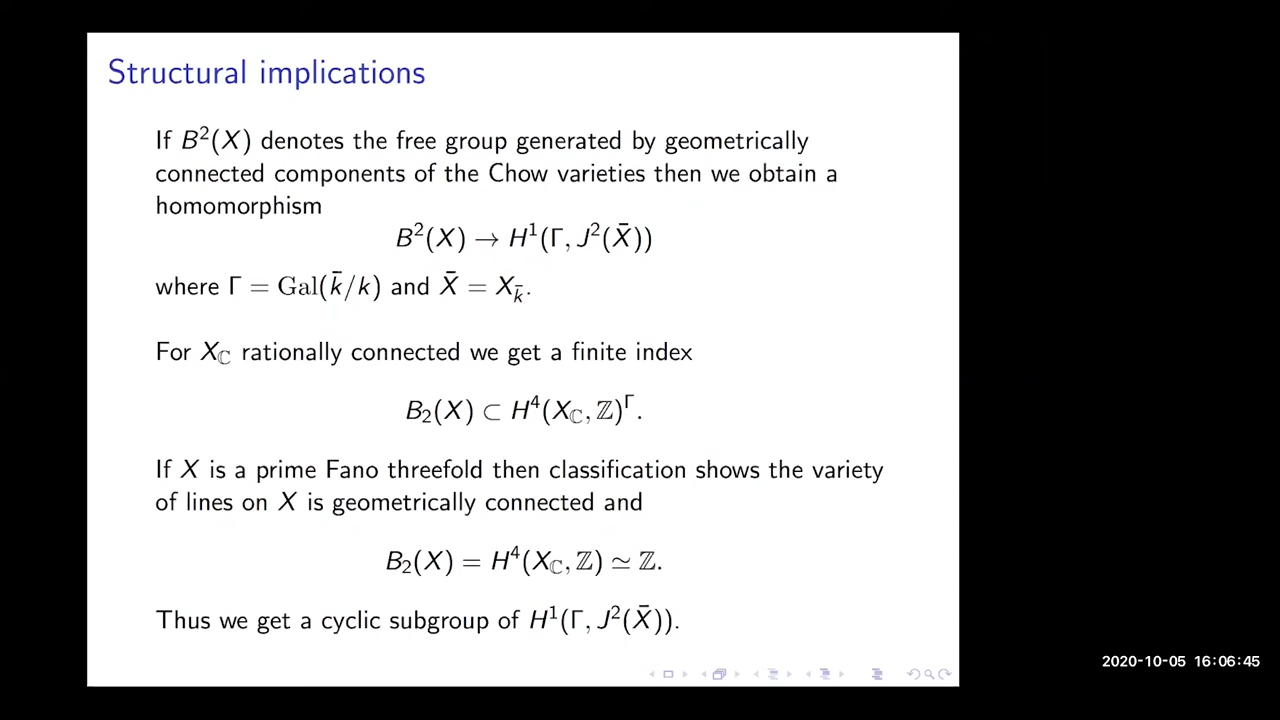 Structural implications
If B²(X) denotes the free group generated by geometrically
connected components of the Chow varieties then we obtain a
homomorphism
B²(X) → H¹(Γ, J²(X̄))
where Γ = Gal(k̄/k) and X̄ = X_k̄.
For X_ℂ rationally connected we get a finite index
B₂(X) ⊂ H⁴(X_ℂ, ℤ)^Γ.
If X is a prime Fano threefold then classification shows the variety
of lines on X is geometrically connected and
B₂(X) = H⁴(X_ℂ, ℤ) ≃ ℤ.
Thus we get a cyclic subgroup of H¹(Γ, J²(X̄)).
2020-10-05 16:06:45